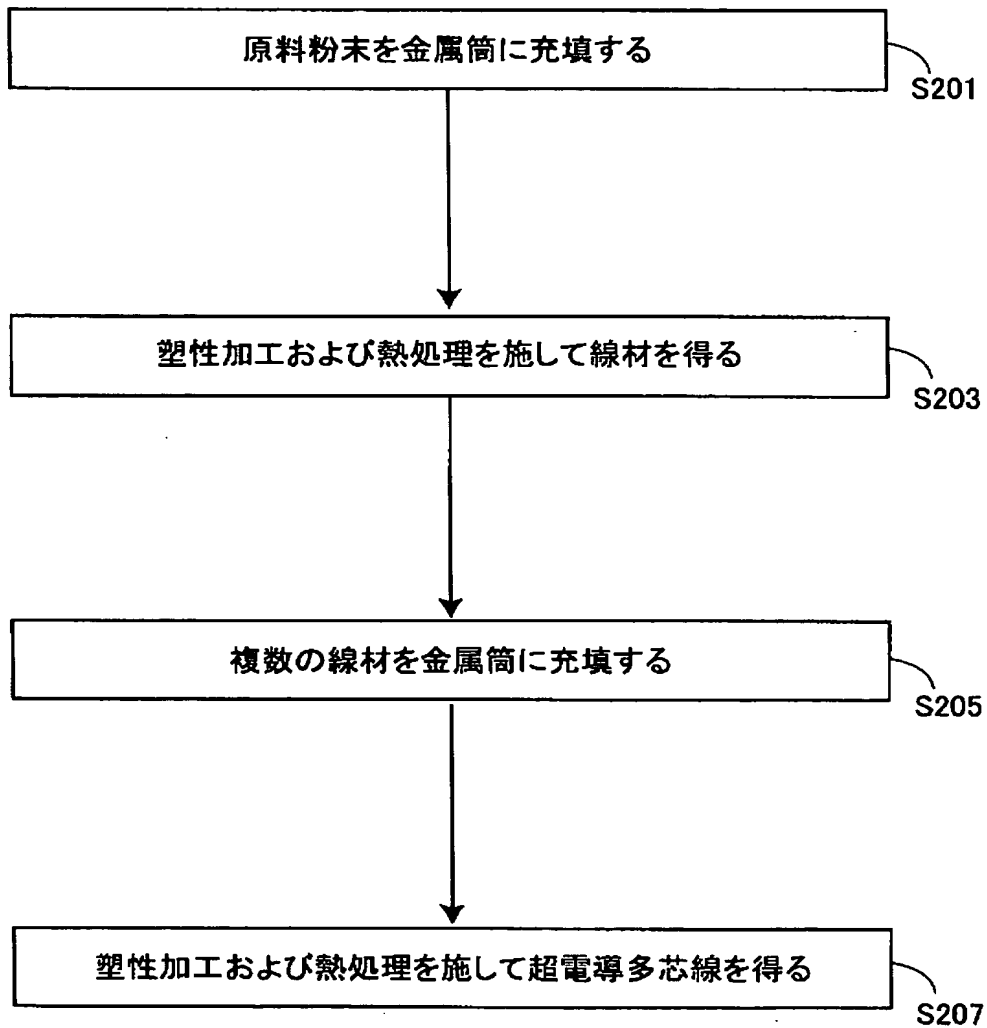 原料粉末を金属筒に充填する
S201
塑性加工および熱処理を施して線材を得る
S203
複数の線材を金属筒に充填する
S205
塑性加工および熱処理を施して超電導多芯線を得る
S207